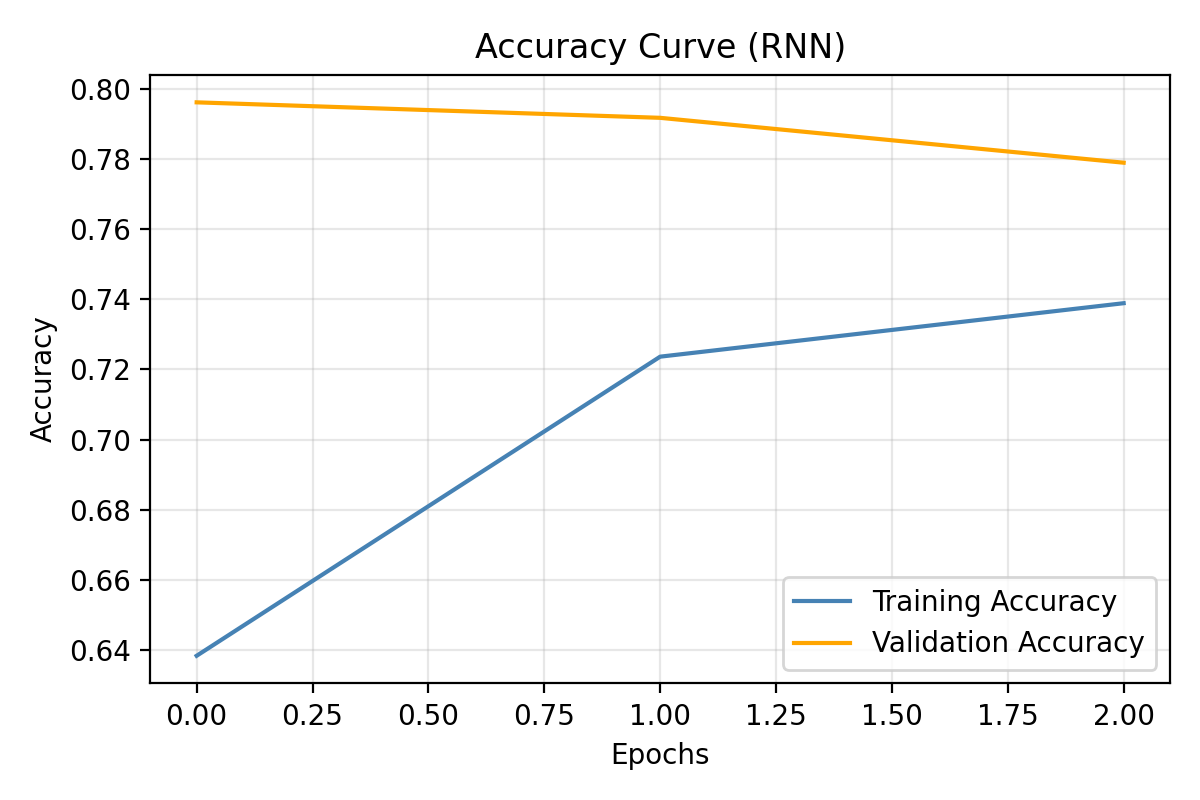 Accuracy Curve (RNN)
0.80
0.78
0.76
0.74
0.72
0.70
0.68
0.66
0.64
Accuracy
Training Accuracy
Validation Accuracy
0.00 0.25 0.50 0.75 1.00 1.25 1.50 1.75 2.00
Epochs